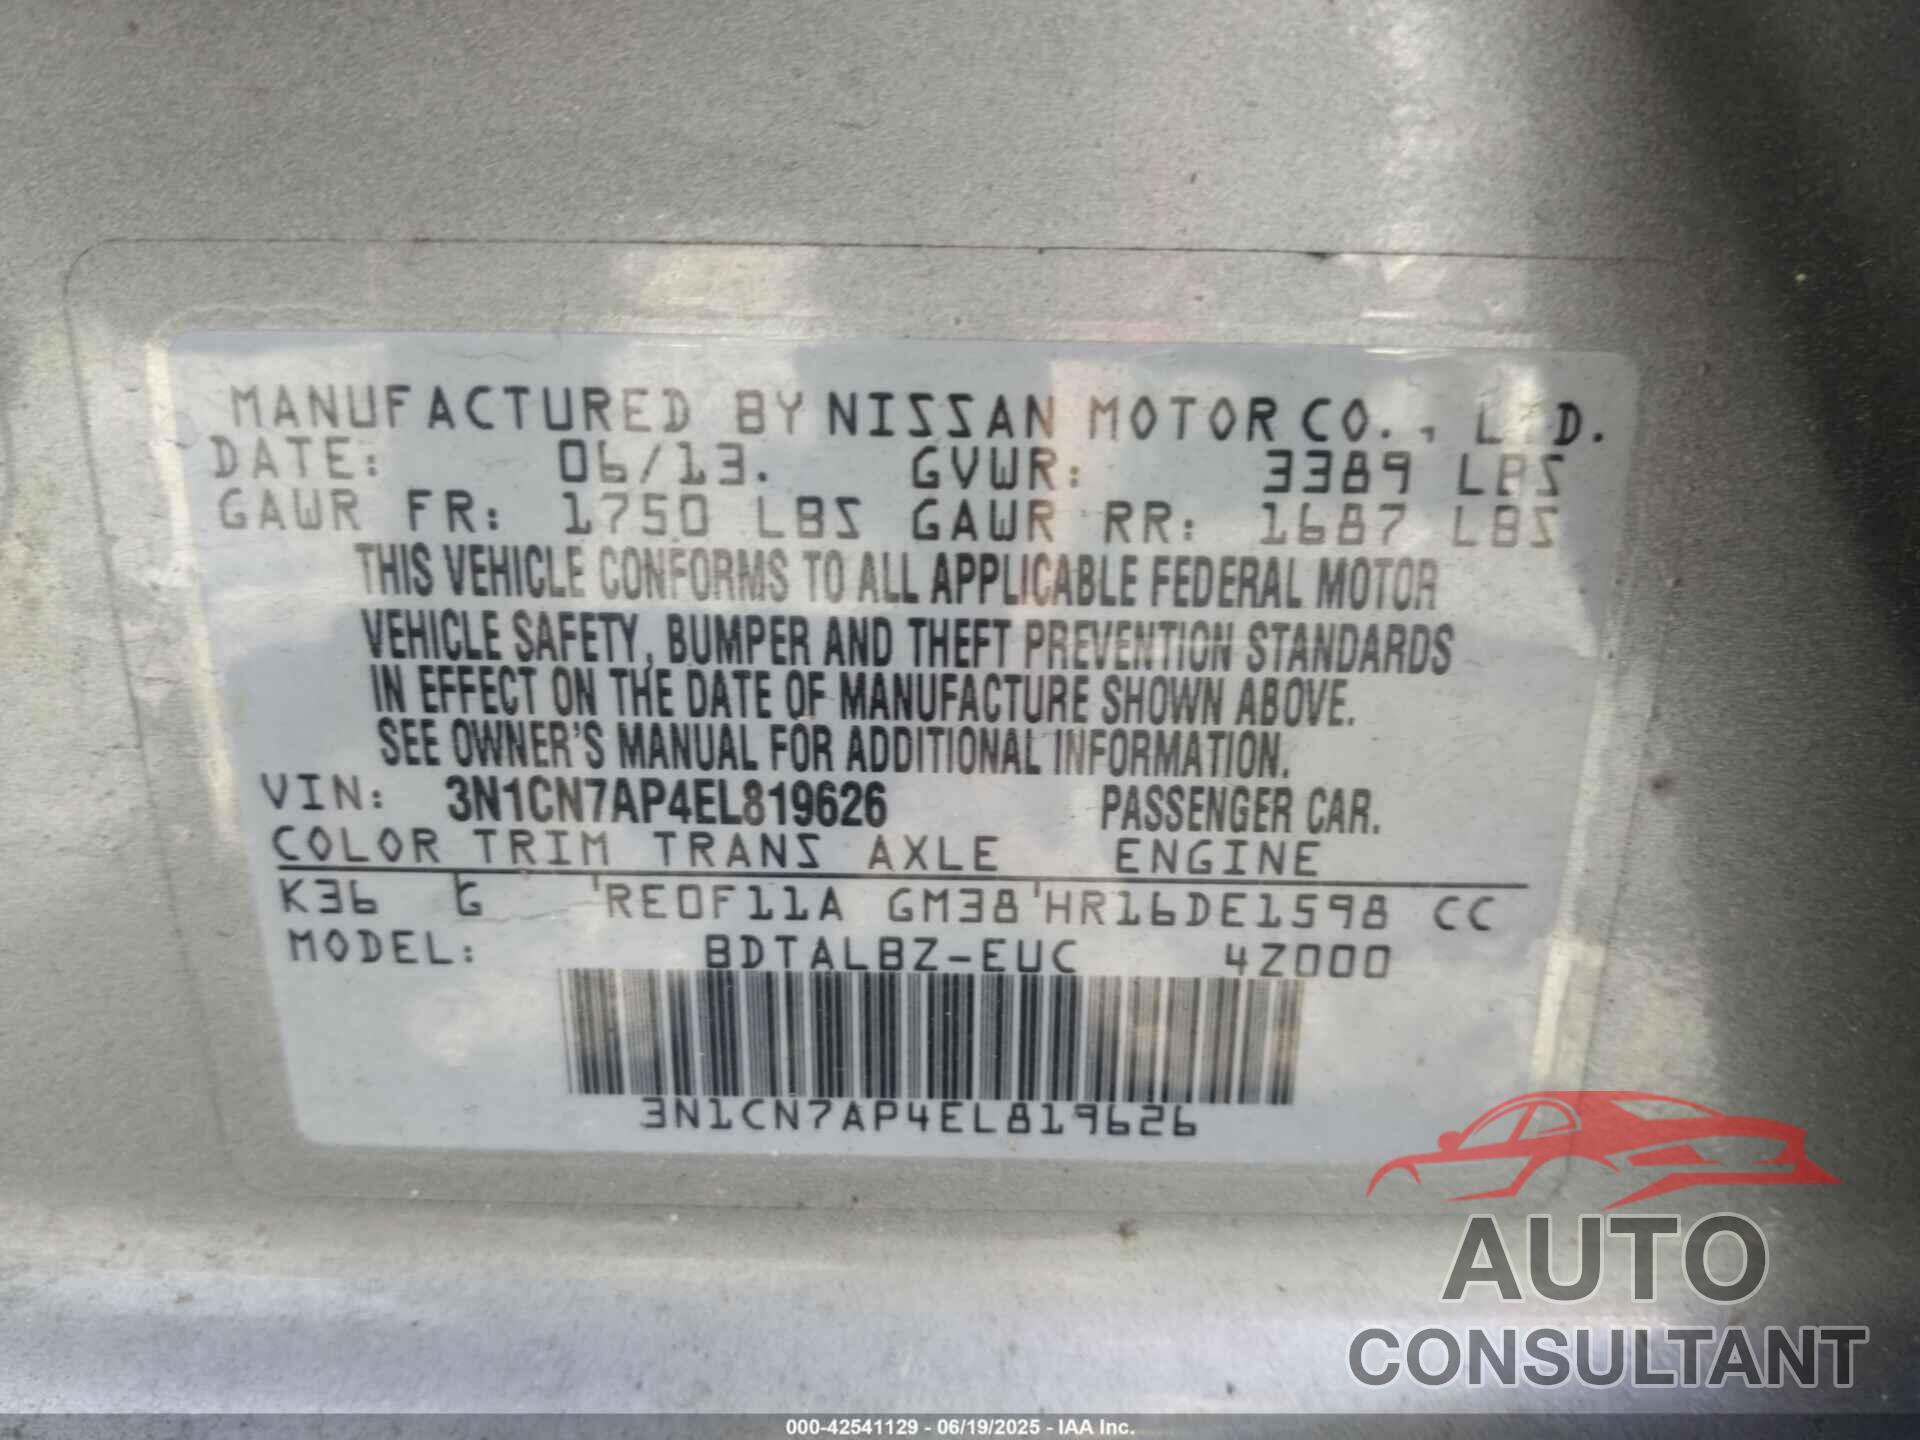 MANUFACTURED BY NISSAN MOTOR CO., LTD.
DATE: 06/13. GVWR: 3389 LBS
GAWR FR: 1750 LBS GAWR RR: 1687 LBS
THIS VEHICLE CONFORMS TO ALL APPLICABLE FEDERAL MOTOR
VEHICLE SAFETY, BUMPER AND THEFT PREVENTION STANDARDS
IN EFFECT ON THE DATE OF MANUFACTURE SHOWN ABOVE.
SEE OWNER'S MANUAL FOR ADDITIONAL INFORMATION.
VIN: 3N1CN7AP4EL819626 PASSENGER CAR.
COLOR TRIM TRANS AXLE ENGINE
K36 G RE0F11A GM38 HR16DE1598 CC
MODEL: BDTALBZ-EUC 4Z000
3N1CN7AP4EL819626
AUTO
CONSULTANT
000-42541129 - 06/19/2025 - IAA Inc.